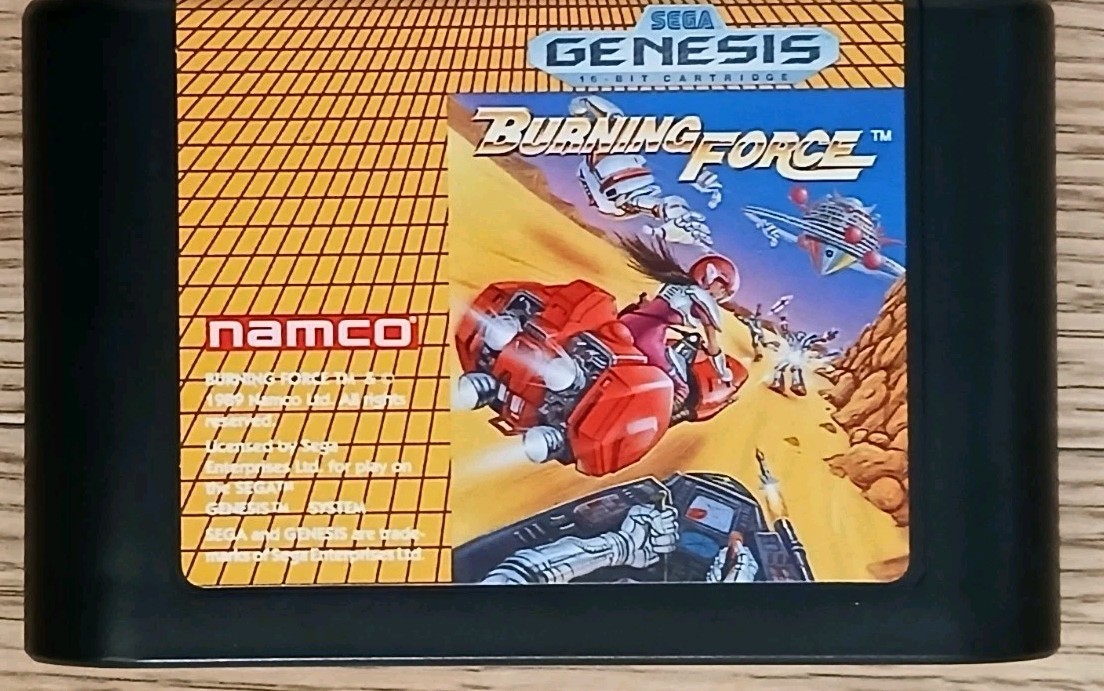 SEGA
GENESIS
16-BIT CARTRIDGE
BURNING FORCE™
namco
BURNING FORCE TM & ©
1989 Namco Ltd. All rights
reserved.
Licensed by Sega
Enterprises Ltd. for play on
the SEGA™
GENESIS™ SYSTEM
SEGA and GENESIS are trade-
marks of Sega Enterprises Ltd.